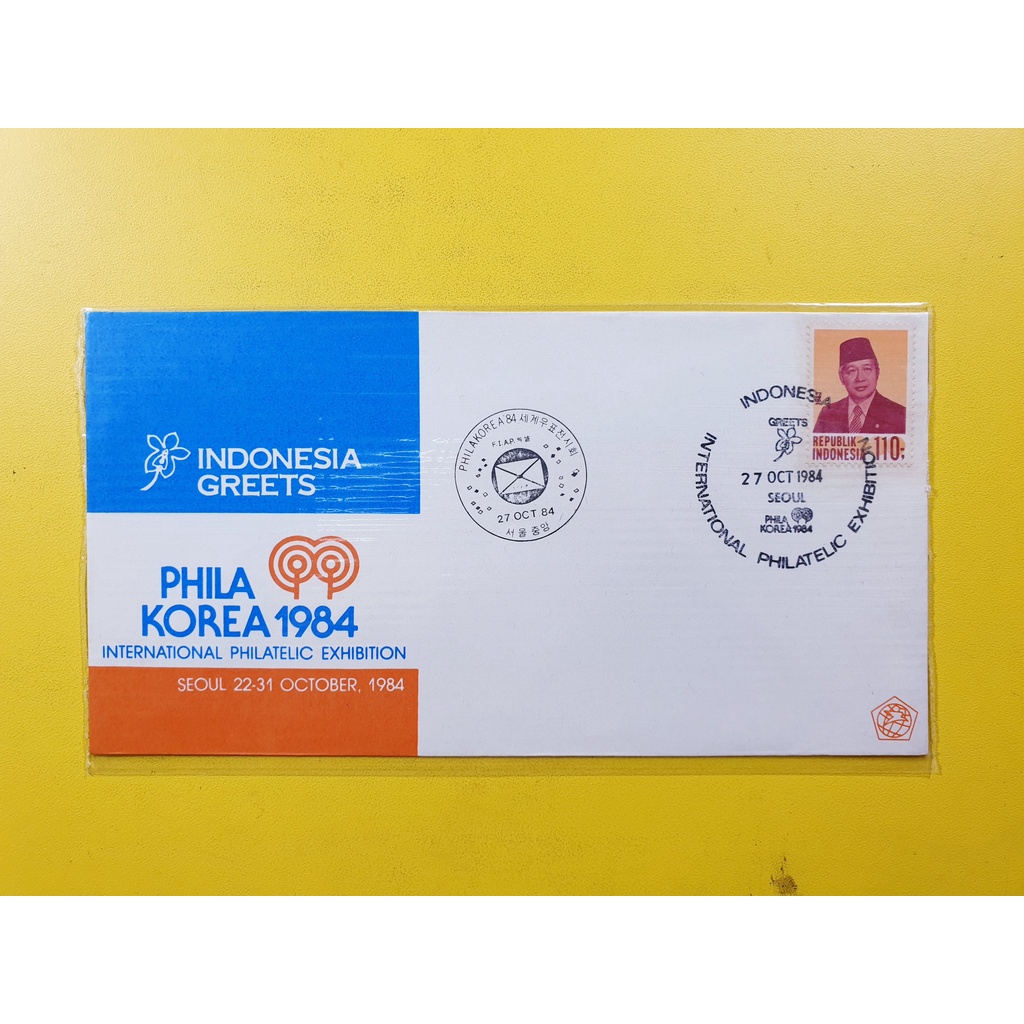 INDONESIA
GREETS
PHILA
KOREA 1984
INTERNATIONAL PHILATELIC EXHIBITION
SEOUL 22-31 OCTOBER, 1984
PHILAKOREA'84 세계우표전시회
F.I.A.P.의 날
27 OCT 84
서울중앙
REPUBLIK
INDONESIA
110,-
INDONESIA
GREETS
27 OCT 1984
SEOUL
PHILA
KOREA 1984
INTERNATIONAL PHILATELIC EXHIBITION